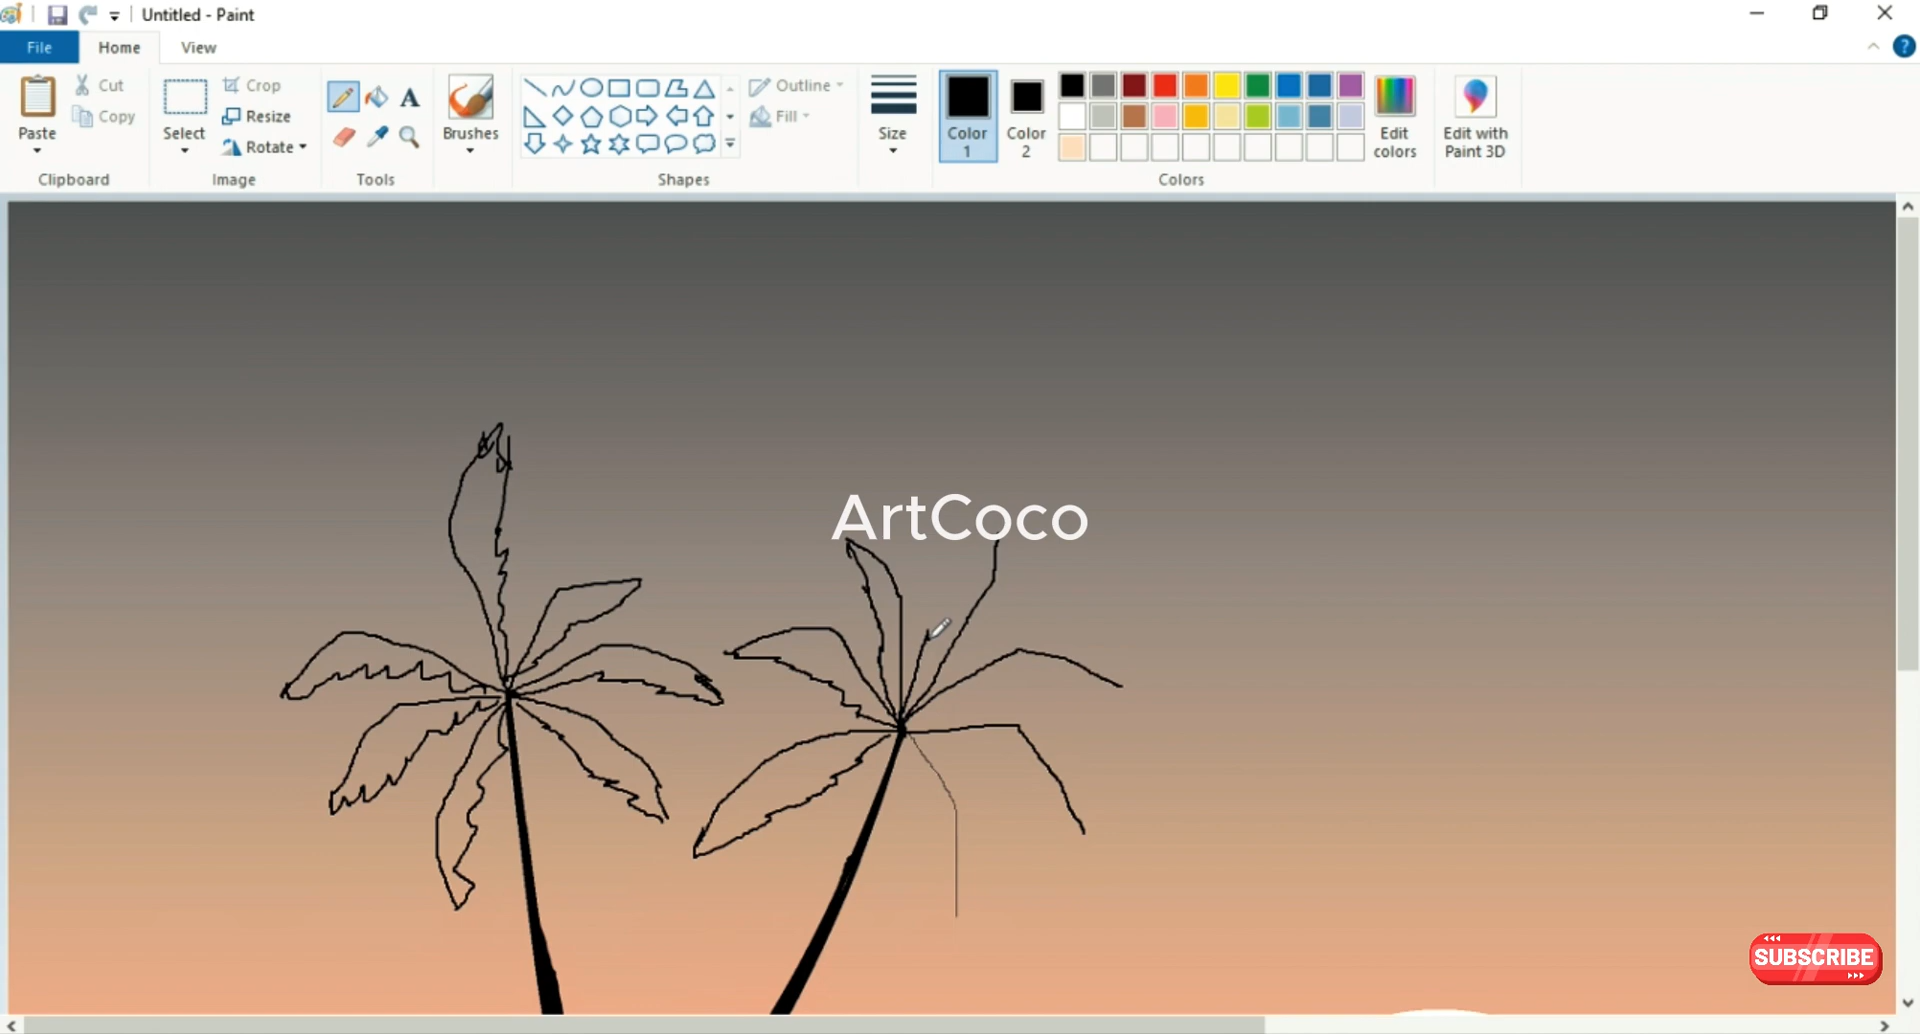 Untitled - Paint
File
Home
View
Paste
Cut
Copy
Clipboard
Select
Crop
Resize
Rotate
Image
A
Tools
Brushes
Shapes
Outline
Fill
Size
Color
1
Color
2
Edit
colors
Colors
Edit with
Paint 3D
?
ArtCoco
SUBSCRIBE